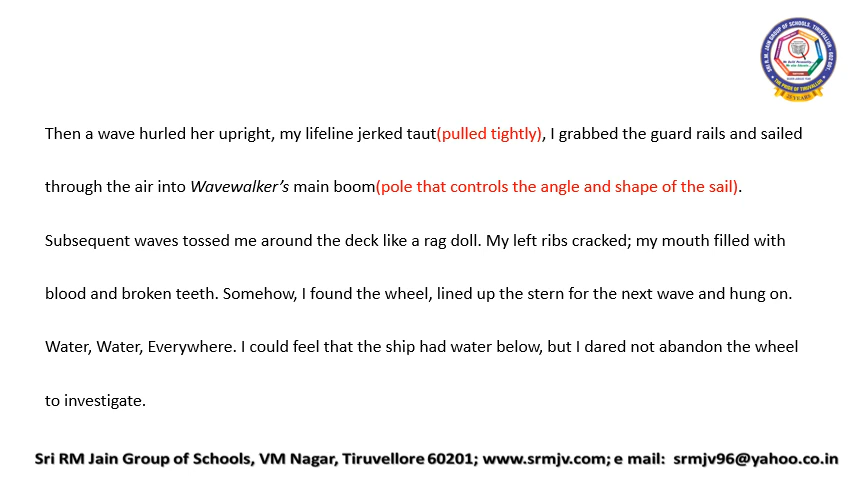 Then a wave hurled her upright, my lifeline jerked taut(pulled tightly), I grabbed the guard rails and sailed
through the air into Wavewalker’s main boom(pole that controls the angle and shape of the sail).
Subsequent waves tossed me around the deck like a rag doll. My left ribs cracked; my mouth filled with
blood and broken teeth. Somehow, I found the wheel, lined up the stern for the next wave and hung on.
Water, Water, Everywhere. I could feel that the ship had water below, but I dared not abandon the wheel
to investigate.
Sri RM Jain Group of Schools, VM Nagar, Tiruvellore 60201; www.srmjv.com; e mail:  srmjv96@yahoo.co.in